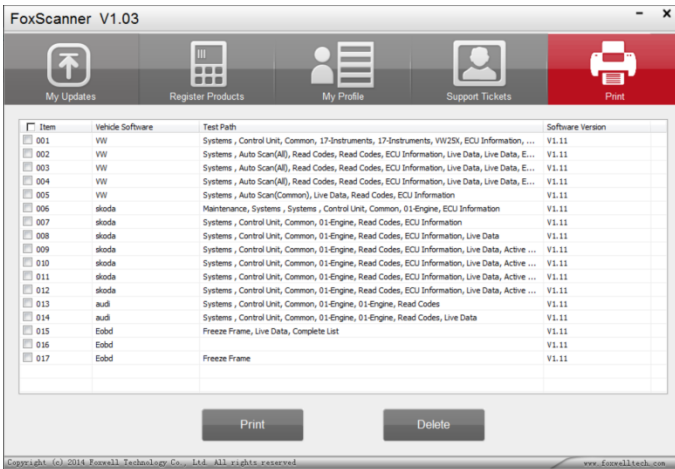 FoxScanner V1.03
My Updates Register Products My Profile Support Tickets Print
Item Vehicle Software Test Path Software Version
001 VW Systems , Control Unit, Common, 17-Instruments, 17-Instruments, VW25X, ECU Information, ... V1.11
002 VW Systems , Auto Scan(All), Read Codes, Read Codes, ECU Information, Live Data, Live Data, E... V1.11
003 VW Systems , Auto Scan(All), Read Codes, Read Codes, ECU Information, Live Data, Live Data, E... V1.11
004 VW Systems , Auto Scan(All), Read Codes, Read Codes, ECU Information, Live Data, Live Data, E... V1.11
005 VW Systems , Auto Scan(Common), Live Data, Read Codes, ECU Information V1.11
006 skoda Maintenance, Systems , Systems , Control Unit, Common, 01-Engine, ECU Information V1.11
007 skoda Systems , Control Unit, Common, 01-Engine, Read Codes, ECU Information V1.11
008 skoda Systems , Control Unit, Common, 01-Engine, Read Codes, ECU Information, Live Data V1.11
009 skoda Systems , Control Unit, Common, 01-Engine, Read Codes, ECU Information, Live Data, Active ... V1.11
010 skoda Systems , Control Unit, Common, 01-Engine, Read Codes, ECU Information, Live Data, Active ... V1.11
011 skoda Systems , Control Unit, Common, 01-Engine, Read Codes, ECU Information, Live Data, Active ... V1.11
012 skoda Systems , Control Unit, Common, 01-Engine, Read Codes, ECU Information, Live Data, Active ... V1.11
013 audi Systems , Control Unit, Common, 01-Engine, 01-Engine, Read Codes V1.11
014 audi Systems , Control Unit, Common, 01-Engine, 01-Engine, Read Codes, Live Data V1.11
015 Eobd Freeze Frame, Live Data, Complete List V1.11
016 Eobd V1.11
017 Eobd Freeze Frame V1.11
Print Delete
Copyright (c) 2014 Foxwell Technology Co., Ltd. All rights reserved www.foxwelltech.com